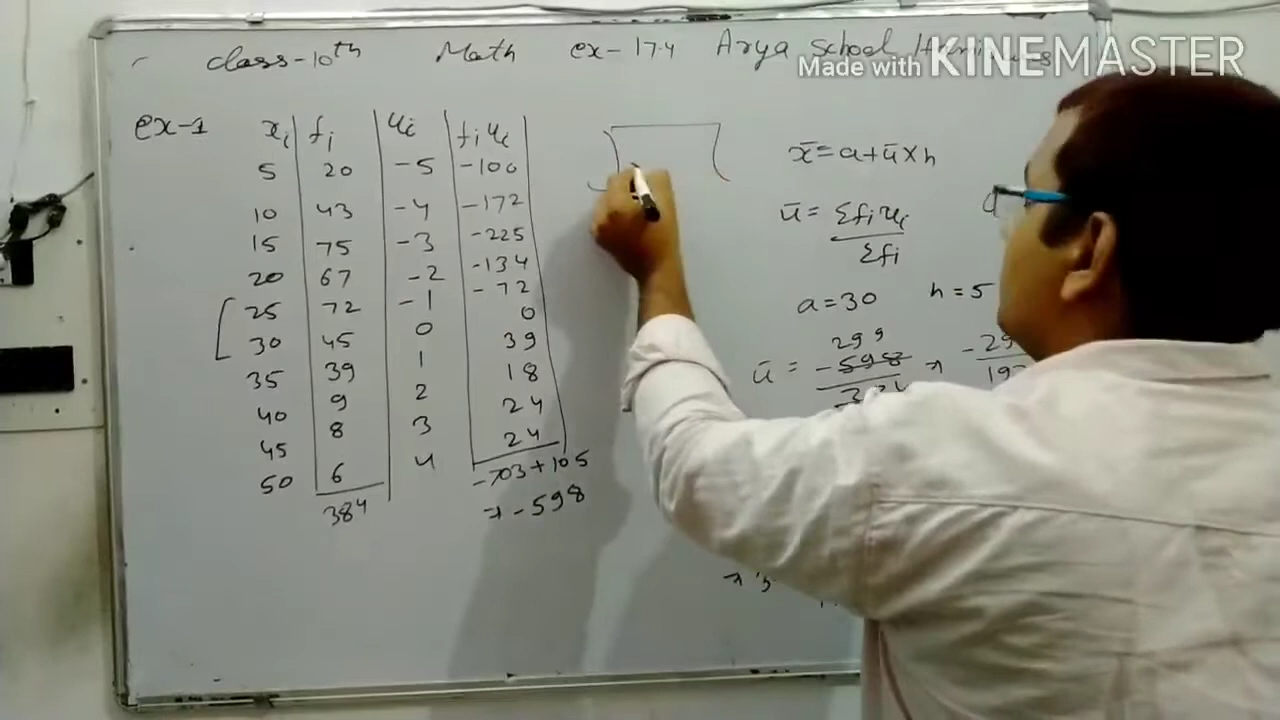 class-10th Math ex-17.4 Arya School
Made with KINEMASTER
ex-1 xi fi ui fiui
5 20 -5 -100
10 43 -4 -172
15 75 -3 -225
20 67 -2 -134
25 72 -1 -72
30 45 0 0
35 39 1 39
40 9 2 18
45 8 3 24
50 6 4 24
384 -703+105
→ -598
x̄ = a+ū×h
ū = Σfiui
Σfi
a=30 h=5
299
ū = -598 →